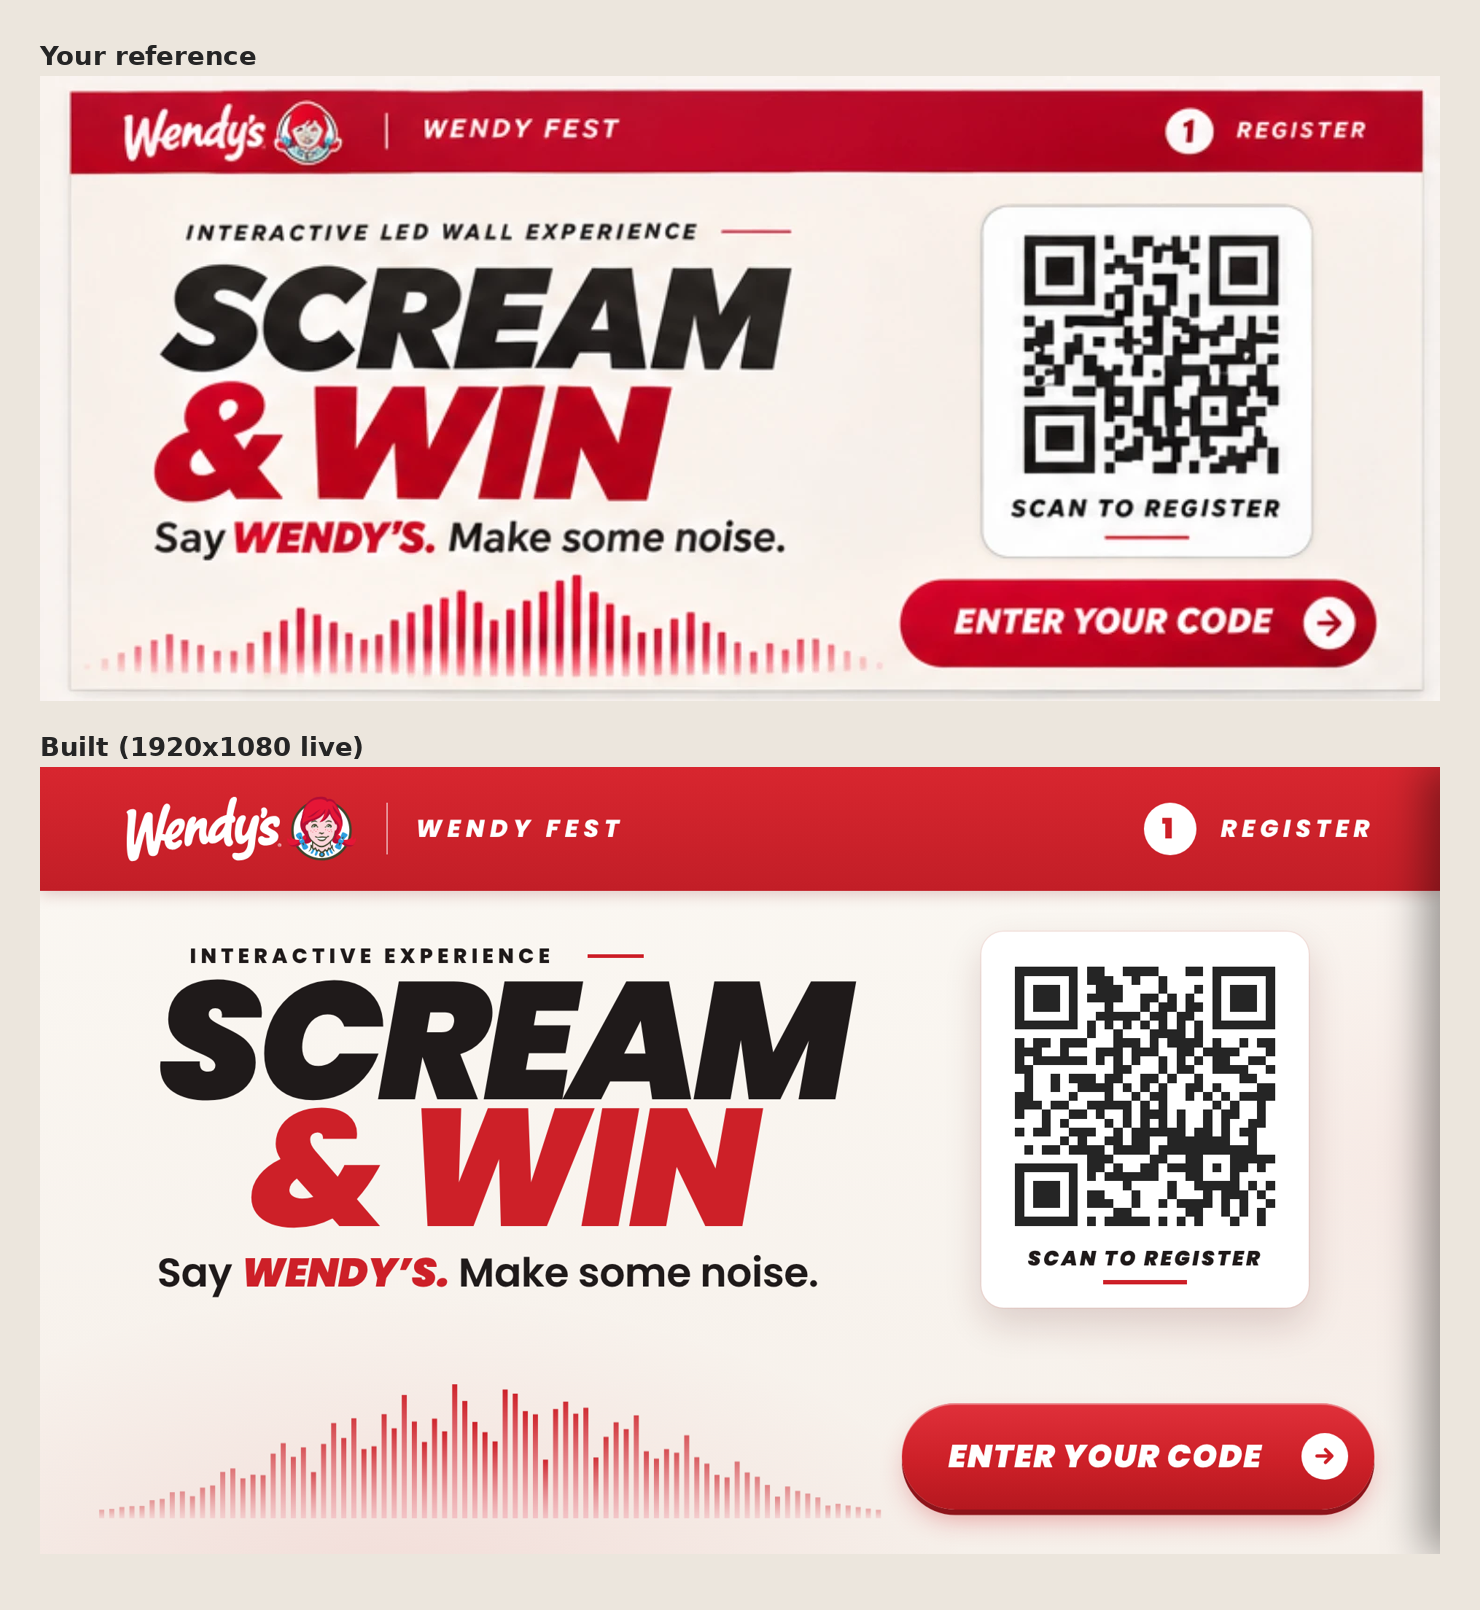 Your reference
Wendy's WENDY FEST 1 REGISTER
INTERACTIVE LED WALL EXPERIENCE
SCREAM
& WIN
Say WENDY'S. Make some noise.
SCAN TO REGISTER
ENTER YOUR CODE
Built (1920x1080 live)
Wendy's WENDY FEST 1 REGISTER
INTERACTIVE EXPERIENCE
SCREAM
& WIN
Say WENDY'S. Make some noise.
SCAN TO REGISTER
ENTER YOUR CODE